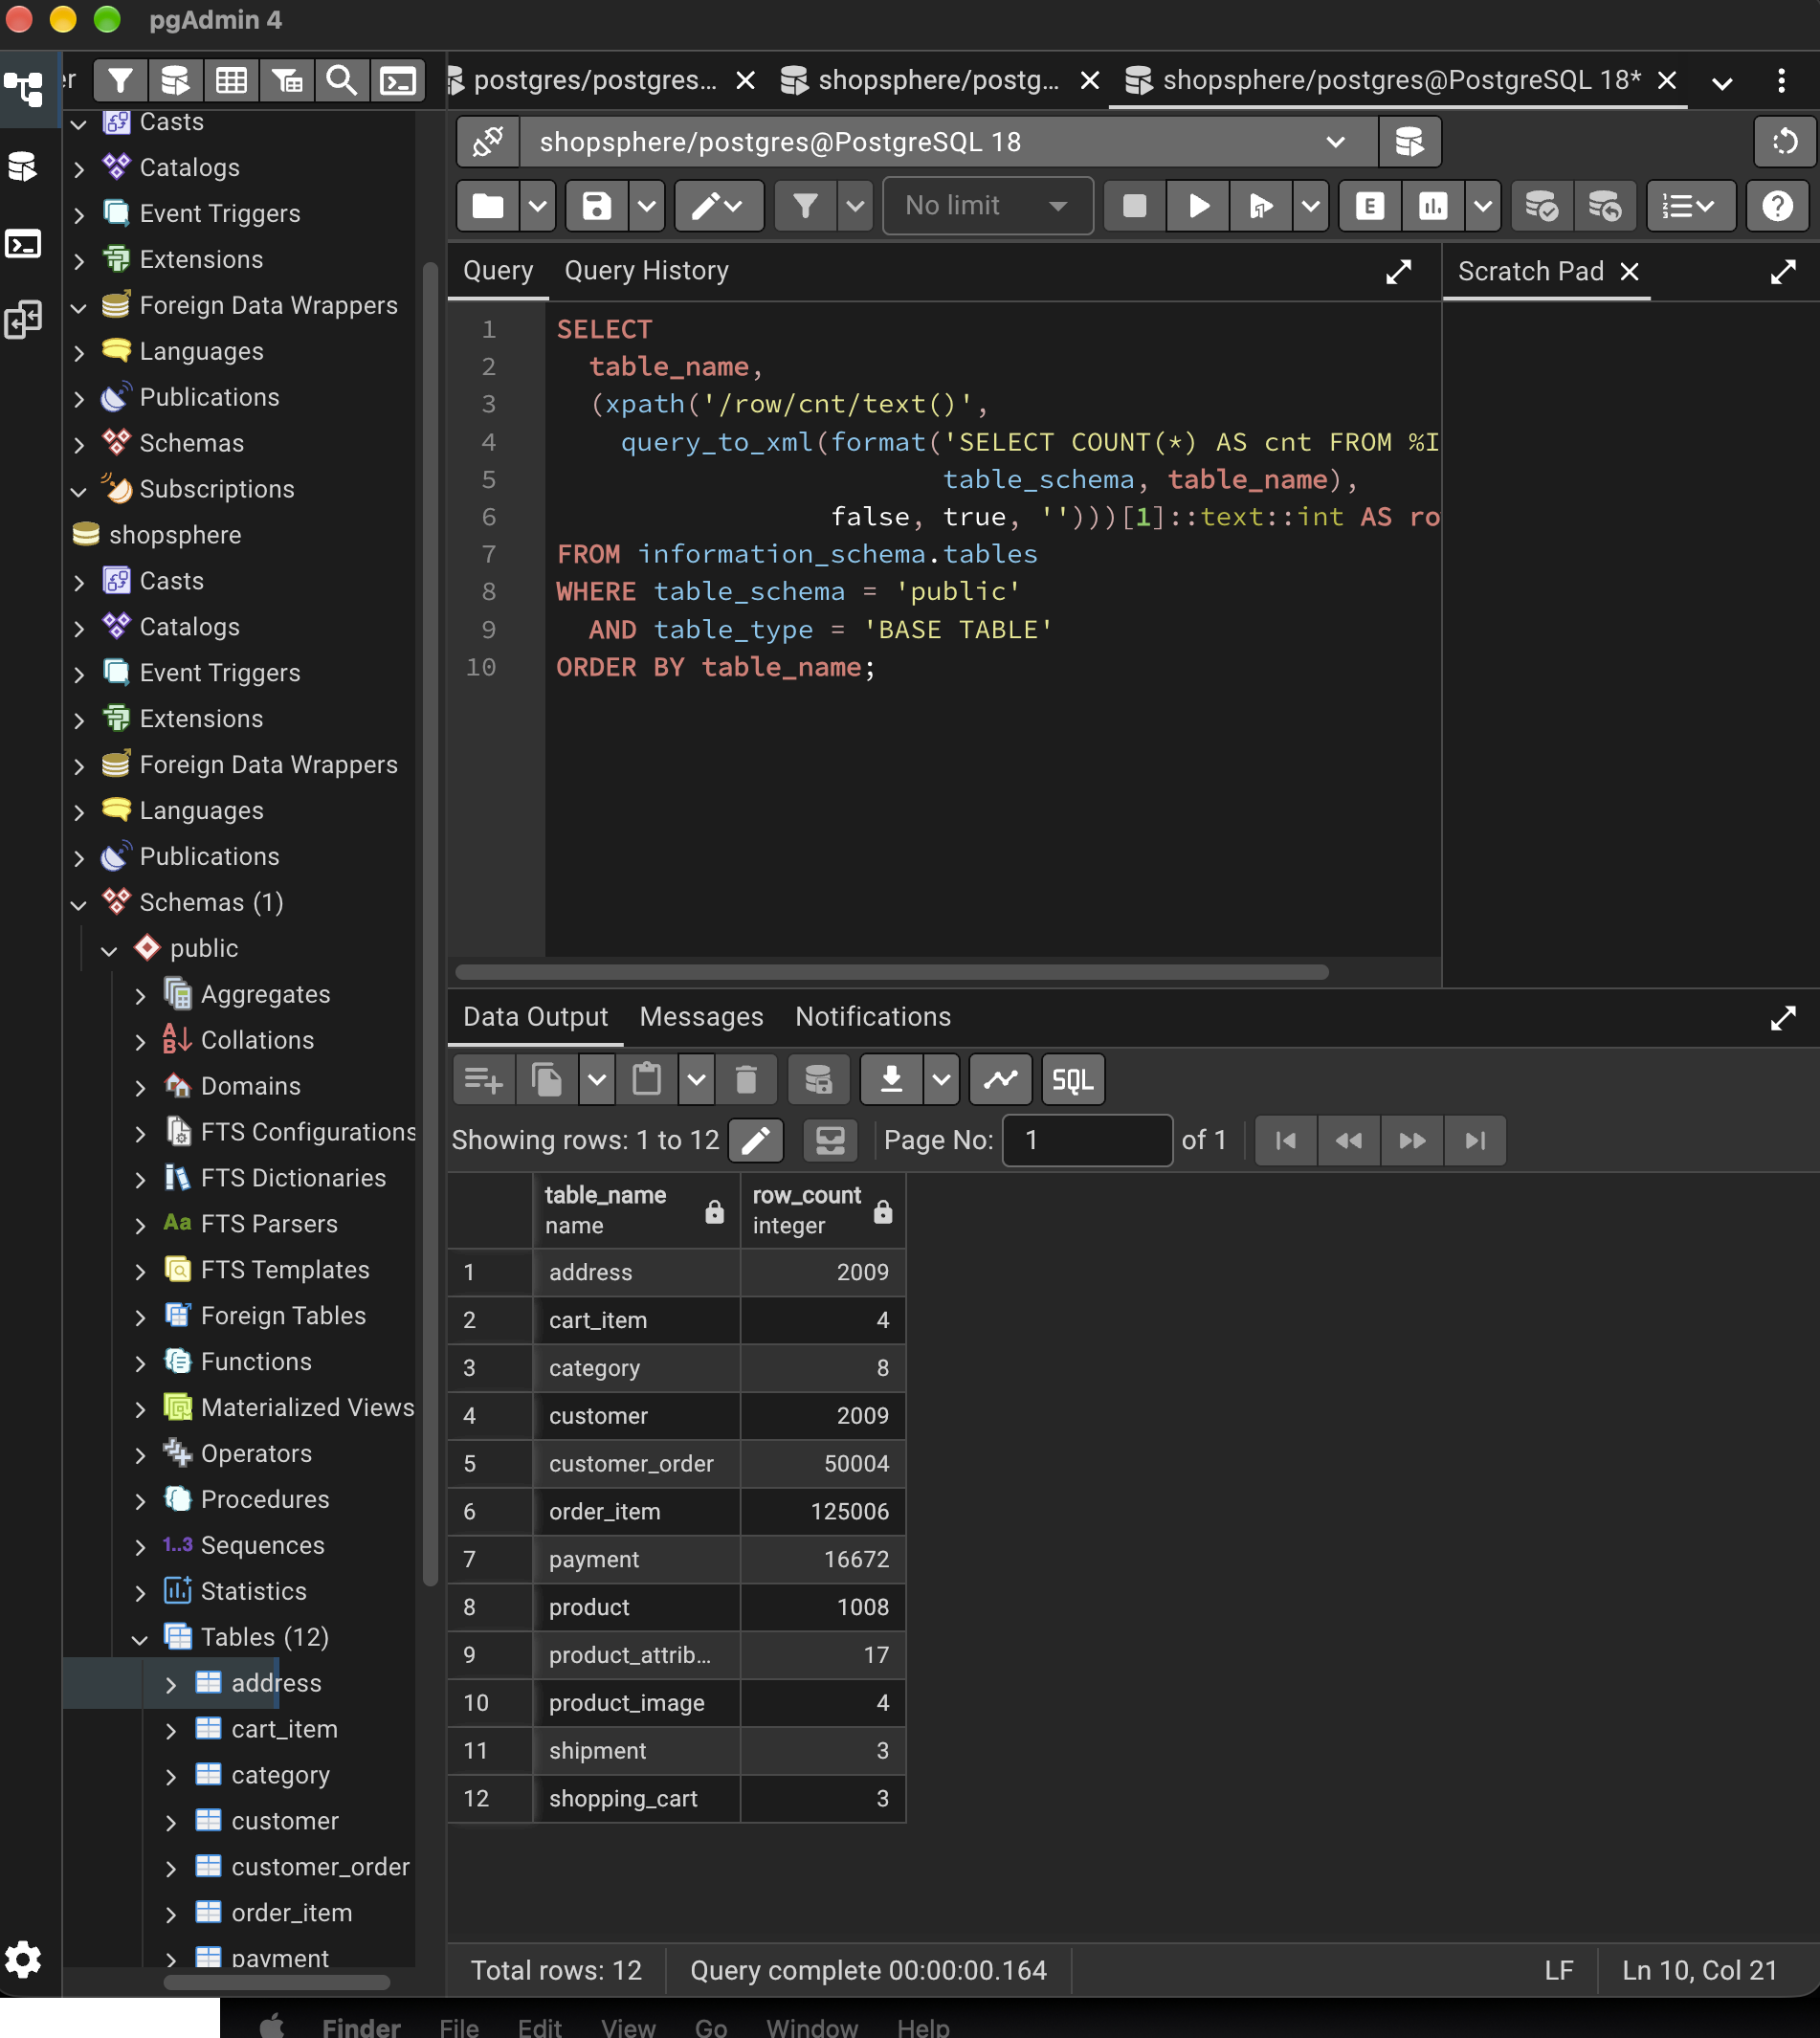 pgAdmin 4
er
postgres/postgres...
shopsphere/postg...
shopsphere/postgres@PostgreSQL 18*
Casts
Catalogs
Event Triggers
Extensions
Foreign Data Wrappers
Languages
Publications
Schemas
Subscriptions
shopsphere
Casts
Catalogs
Event Triggers
Extensions
Foreign Data Wrappers
Languages
Publications
Schemas (1)
public
Aggregates
Collations
Domains
FTS Configurations
FTS Dictionaries
Aa FTS Parsers
FTS Templates
Foreign Tables
Functions
Materialized Views
Operators
Procedures
1..3 Sequences
Statistics
Tables (12)
address
cart_item
category
customer
customer_order
order_item
payment
shopsphere/postgres@PostgreSQL 18
No limit
E
Query
Query History
Scratch Pad
1 SELECT
2 table_name,
3 (xpath('/row/cnt/text()',
4 query_to_xml(format('SELECT COUNT(*) AS cnt FROM %I
5 table_schema, table_name),
6 false, true, '')))[1]::text::int AS ro
7 FROM information_schema.tables
8 WHERE table_schema = 'public'
9 AND table_type = 'BASE TABLE'
10 ORDER BY table_name;
Data Output
Messages
Notifications
SQL
Showing rows: 1 to 12
Page No: 1 of 1
table_name name
row_count integer
1 address 2009
2 cart_item 4
3 category 8
4 customer 2009
5 customer_order 50004
6 order_item 125006
7 payment 16672
8 product 1008
9 product_attrib... 17
10 product_image 4
11 shipment 3
12 shopping_cart 3
Total rows: 12
Query complete 00:00:00.164
LF
Ln 10, Col 21
Finder File Edit View Go Window Help